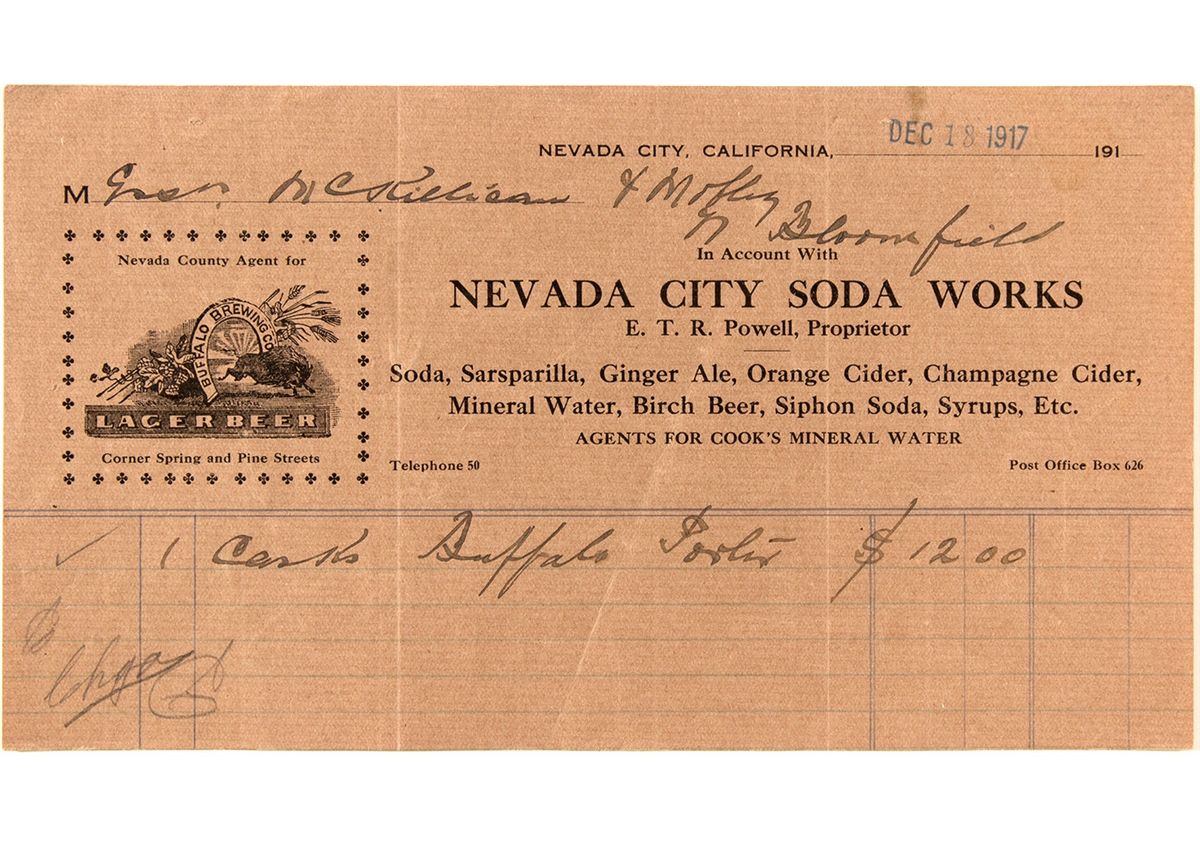 DEC 18 1917
NEVADA CITY, CALIFORNIA, 191
M McKillican & Mobley
N Bloomfield
Nevada County Agent for
BUFFALO BREWING CO.
LAGER BEER
Corner Spring and Pine Streets
In Account With
NEVADA CITY SODA WORKS
E. T. R. Powell, Proprietor
Soda, Sarsparilla, Ginger Ale, Orange Cider, Champagne Cider,
Mineral Water, Birch Beer, Siphon Soda, Syrups, Etc.
AGENTS FOR COOK'S MINERAL WATER
Telephone 50 Post Office Box 626
✓ 1 Casks Buffalo Porter $ 12 00